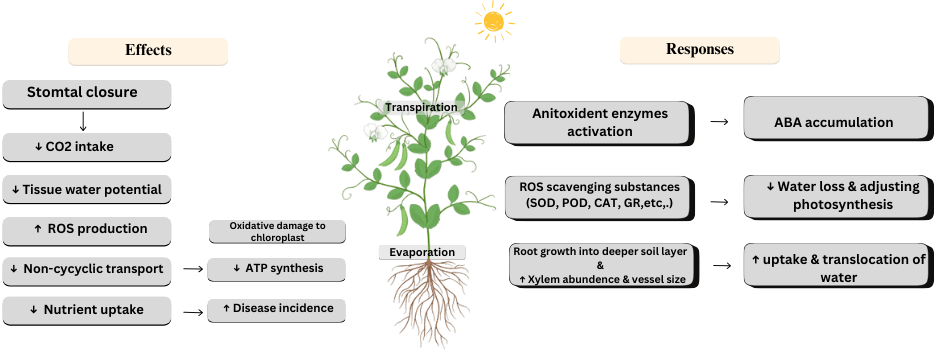 Effects
Stomtal closure
↓ CO2 intake
↓ Tissue water potential
↑ ROS production
Oxidative damage to
chloroplast
↓ Non-cycyclic transport
↓ ATP synthesis
↓ Nutrient uptake
↑ Disease incidence
Transpiration
Evaporation
Responses
Anitoxident enzymes
activation
ABA accumulation
ROS scavenging substances
(SOD, POD, CAT, GR,etc,.)
↓ Water loss & adjusting
photosynthesis
Root growth into deeper soil layer
&
↑ Xylem abundance & vessel size
↑ uptake & translocation of
water